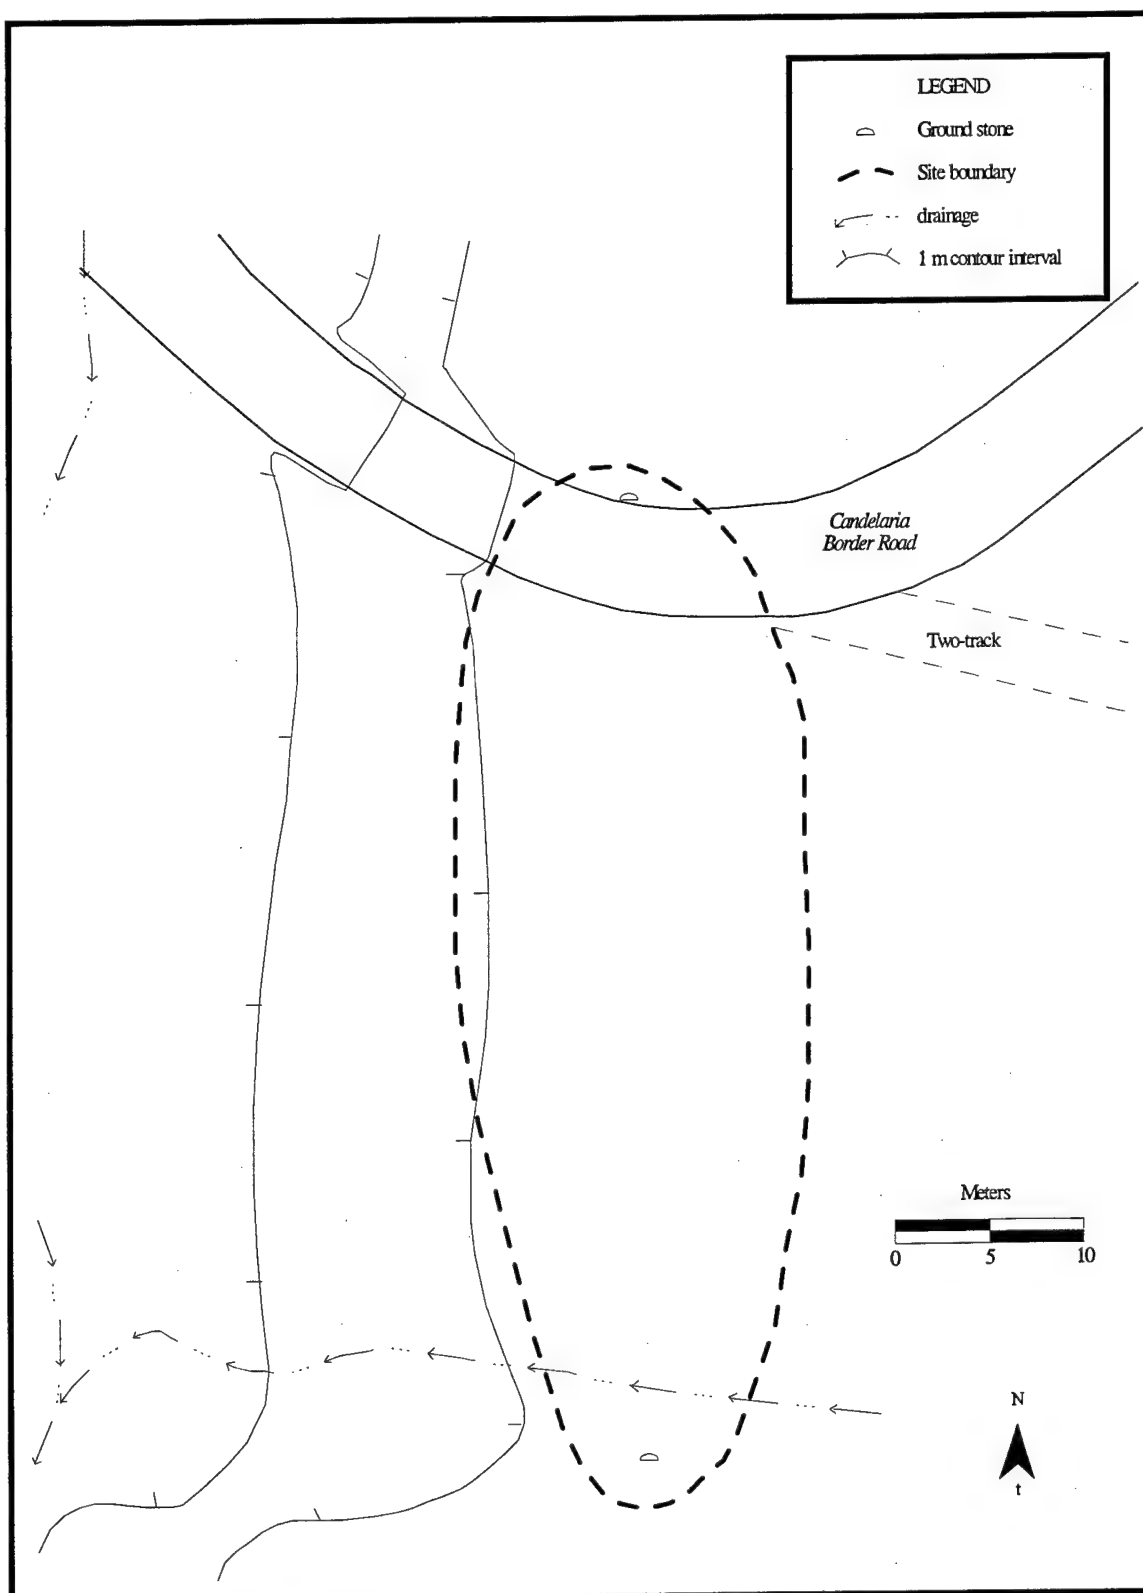 LEGEND
Ground stone
Site boundary
drainage
1 m contour interval
Candelaria
Border Road
Two-track
Meters
0 5 10
N
t